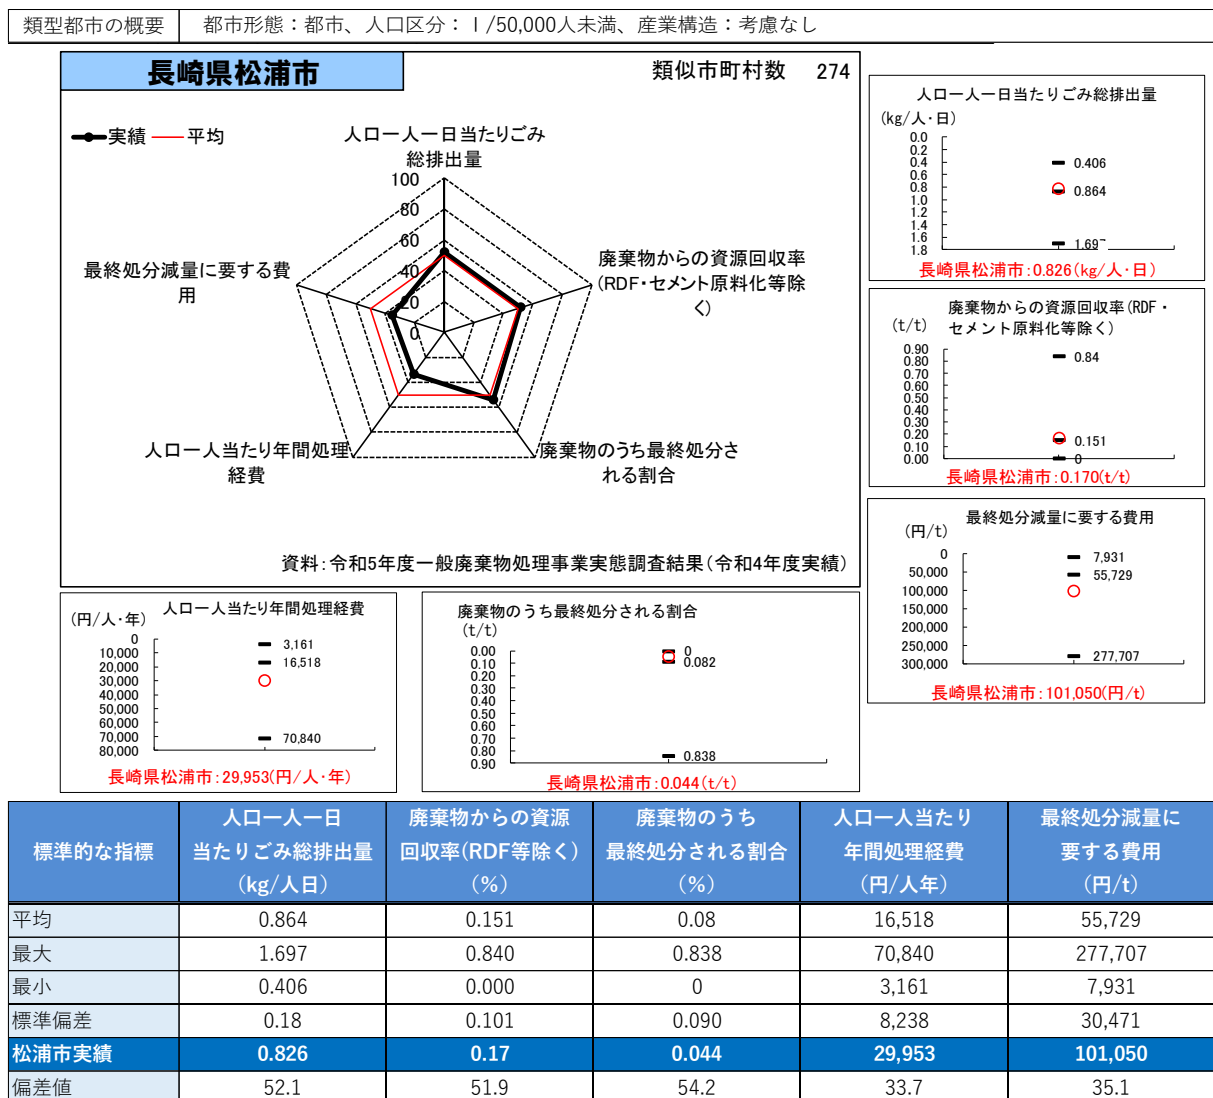 類型都市の概要 都市形態：都市、人口区分：Ⅰ/50,000人未満、産業構造：考慮なし
長崎県松浦市
類似市町村数 274
実績 平均
人口一人一日当たりごみ
総排出量
100
80
60
40
20
0
廃棄物からの資源回収率
(RDF・セメント原料化等除
く)
最終処分減量に要する費
用
人口一人当たり年間処理
経費
廃棄物のうち最終処分さ
れる割合
資料：令和5年度一般廃棄物処理事業実態調査結果(令和4年度実績)
人口一人一日当たりごみ総排出量
(kg/人・日)
0.0
0.2
0.4
0.6
0.8
1.0
1.2
1.4
1.6
1.8
0.406
0.864
1.69
長崎県松浦市：0.826(kg/人・日)
廃棄物からの資源回収率(RDF・
セメント原料化等除く)
(t/t)
0.90
0.80
0.70
0.60
0.50
0.40
0.30
0.20
0.10
0.00
0.84
0.151
0
長崎県松浦市：0.170(t/t)
最終処分減量に要する費用
(円/t)
0
50,000
100,000
150,000
200,000
250,000
300,000
7,931
55,729
277,707
長崎県松浦市：101,050(円/t)
人口一人当たり年間処理経費
(円/人・年)
0
10,000
20,000
30,000
40,000
50,000
60,000
70,000
80,000
3,161
16,518
70,840
長崎県松浦市：29,953(円/人・年)
廃棄物のうち最終処分される割合
(t/t)
0.00
0.10
0.20
0.30
0.40
0.50
0.60
0.70
0.80
0.90
0
0.082
0.838
長崎県松浦市：0.044(t/t)
標準的な指標
人口一人一日
当たりごみ総排出量
(kg/人日)
廃棄物からの資源
回収率(RDF等除く)
(%)
廃棄物のうち
最終処分される割合
(%)
人口一人当たり
年間処理経費
(円/人年)
最終処分減量に
要する費用
(円/t)
平均 0.864 0.151 0.08 16,518 55,729
最大 1.697 0.840 0.838 70,840 277,707
最小 0.406 0.000 0 3,161 7,931
標準偏差 0.18 0.101 0.090 8,238 30,471
松浦市実績 0.826 0.17 0.044 29,953 101,050
偏差値 52.1 51.9 54.2 33.7 35.1